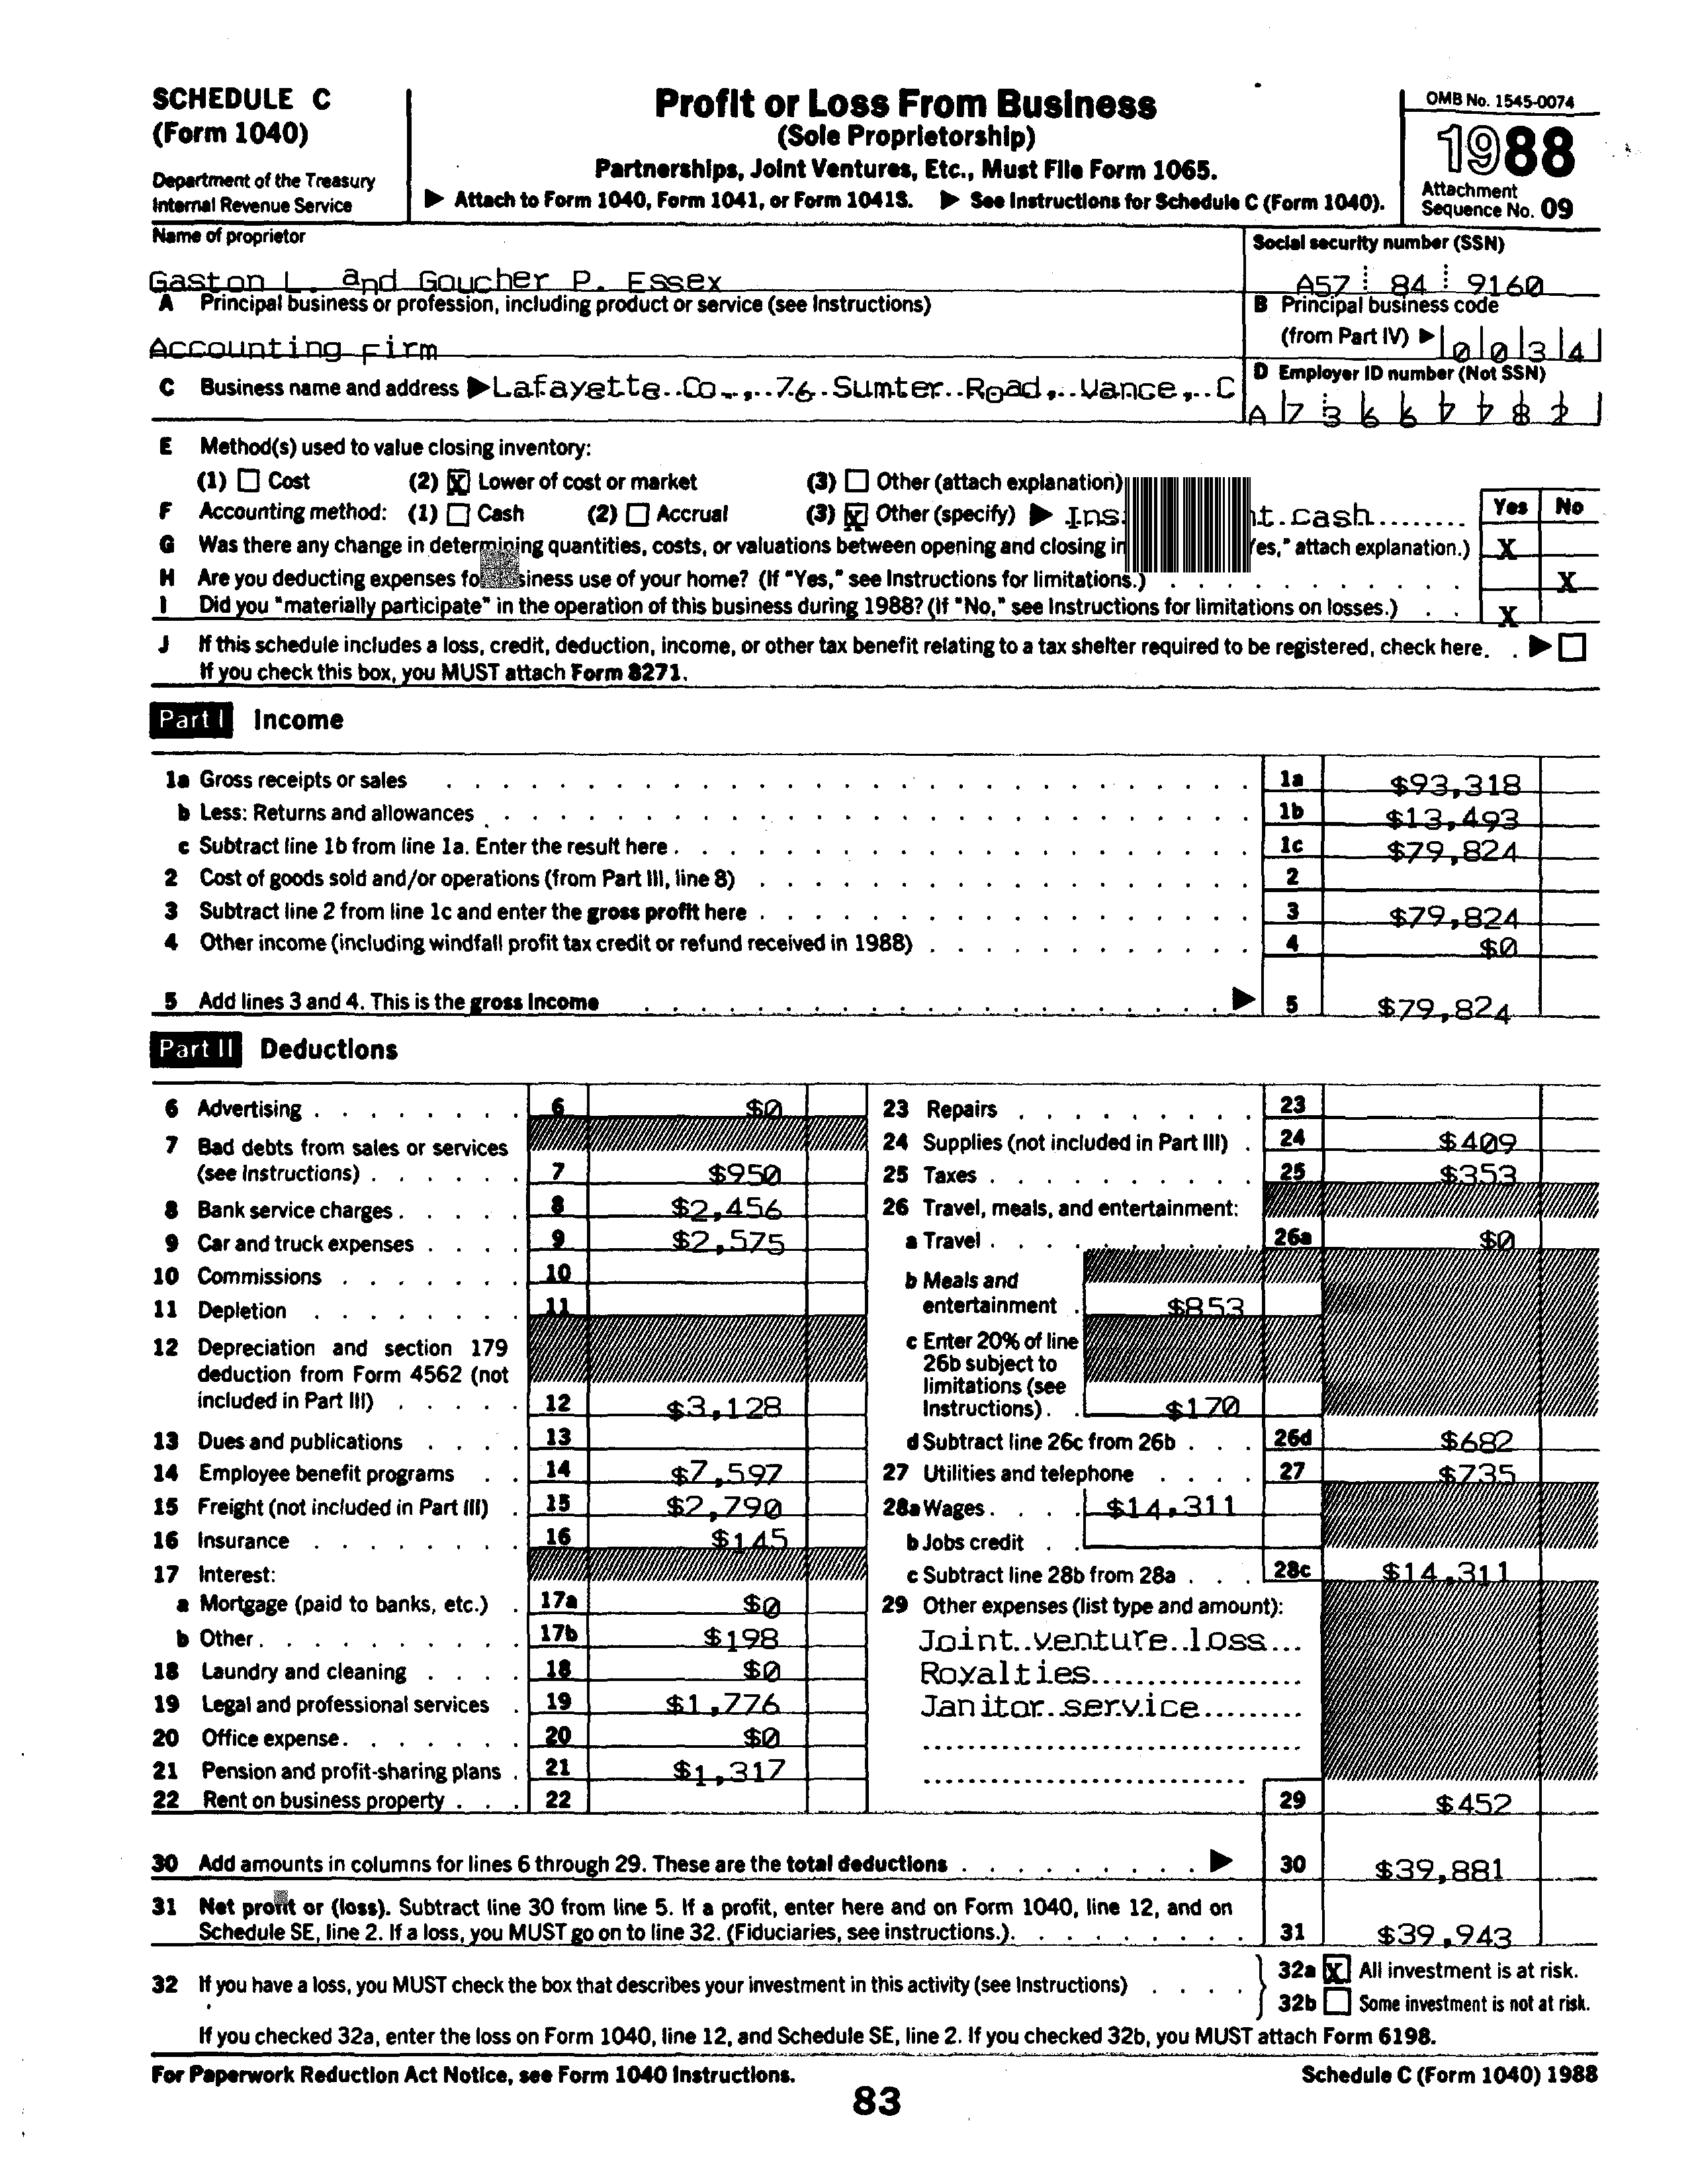 SCHEDULE C
(Form 1040)
Department of the Treasury
Internal Revenue Service
Profit or Loss From Business
(Sole Proprietorship)
Partnerships, Joint Ventures, Etc., Must File Form 1065.
▶ Attach to Form 1040, Form 1041, or Form 1041S. ▶ See Instructions for Schedule C (Form 1040).
OMB No. 1545-0074
1988
Attachment
Sequence No. 09
Name of proprietor
Gaston L. and Goucher P. Essex
Social security number (SSN)
A57 84 9160
A Principal business or profession, including product or service (see Instructions)
Accounting Firm
B Principal business code
(from Part IV) ▶ 0 0 3 4
C Business name and address ▶ Lafayette Co., 76 Sumter Road, Vance, C
D Employer ID number (Not SSN)
A 7 3 6 6 7 7 8 2
E Method(s) used to value closing inventory:
(1) ☐ Cost (2) ☒ Lower of cost or market (3) ☐ Other (attach explanation)
F Accounting method: (1) ☐ Cash (2) ☐ Accrual (3) ☒ Other (specify) ▶ cash
Yes No
G Was there any change in determining quantities, costs, or valuations between opening and closing attach explanation.) X
H Are you deducting expenses use of your home? (If "Yes," see Instructions for limitations.) X
I Did you "materially participate" in the operation of this business during 1988? (If "No," see Instructions for limitations on losses.) X
J If this schedule includes a loss, credit, deduction, income, or other tax benefit relating to a tax shelter required to be registered, check here. ▶ ☐
If you check this box, you MUST attach Form 8271.
Part I Income
1a Gross receipts or sales 1a $93,318
b Less: Returns and allowances 1b $13,493
c Subtract line 1b from line 1a. Enter the result here 1c $79,824
2 Cost of goods sold and/or operations (from Part III, line 8) 2
3 Subtract line 2 from line 1c and enter the gross profit here 3 $79,824
4 Other income (including windfall profit tax credit or refund received in 1988) 4 $0
5 Add lines 3 and 4. This is the gross income ▶ 5 $79,824
Part II Deductions
6 Advertising 6 $0
7 Bad debts from sales or services
(see Instructions) 7 $950
8 Bank service charges 8 $2,456
9 Car and truck expenses 9 $2,575
10 Commissions 10
11 Depletion 11
12 Depreciation and section 179
deduction from Form 4562 (not
included in Part III) 12 $3,128
13 Dues and publications 13
14 Employee benefit programs 14 $7,597
15 Freight (not included in Part III) 15 $2,790
16 Insurance 16 $145
17 Interest:
a Mortgage (paid to banks, etc.) 17a $0
b Other 17b $198
18 Laundry and cleaning 18 $0
19 Legal and professional services 19 $1,776
20 Office expense 20 $0
21 Pension and profit-sharing plans 21 $1,317
22 Rent on business property 22
23 Repairs 23
24 Supplies (not included in Part III) 24 $409
25 Taxes 25 $353
26 Travel, meals, and entertainment:
a Travel 26a $0
b Meals and
entertainment $853
c Enter 20% of line
26b subject to
limitations (see
Instructions) $170
d Subtract line 26c from 26b 26d $682
27 Utilities and telephone 27 $735
28a Wages $14,311
b Jobs credit
c Subtract line 28b from 28a 28c $14,311
29 Other expenses (list type and amount):
Joint venture loss
Royalties
Janitor service
29 $452
30 Add amounts in columns for lines 6 through 29. These are the total deductions ▶ 30 $39,881
31 Net profit or (loss). Subtract line 30 from line 5. If a profit, enter here and on Form 1040, line 12, and on
Schedule SE, line 2. If a loss, you MUST go on to line 32. (Fiduciaries, see instructions.) 31 $39,943
32 If you have a loss, you MUST check the box that describes your investment in this activity (see Instructions)
32a ☒ All investment is at risk.
32b ☐ Some investment is not at risk.
If you checked 32a, enter the loss on Form 1040, line 12, and Schedule SE, line 2. If you checked 32b, you MUST attach Form 6198.
For Paperwork Reduction Act Notice, see Form 1040 Instructions.
Schedule C (Form 1040) 1988
83